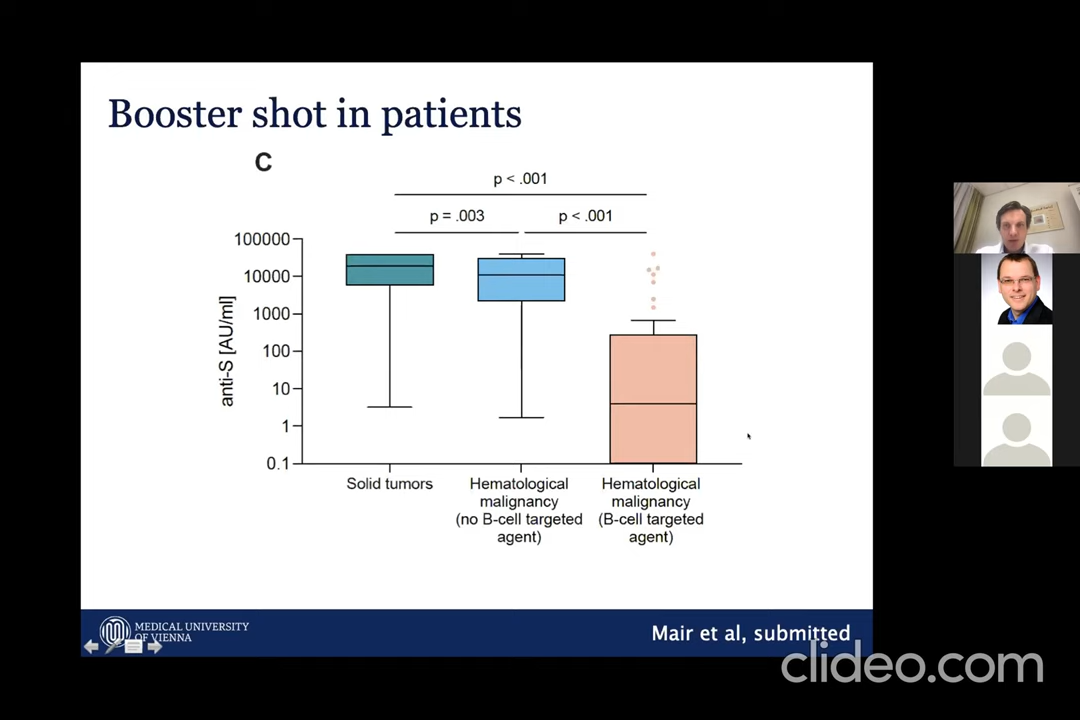 Booster shot in patients
C
p < .001
p = .003
p < .001
100000
10000
1000
100
10
1
0.1
anti-S [AU/ml]
Solid tumors
Hematological
malignancy
(no B-cell targeted
agent)
Hematological
malignancy
(B-cell targeted
agent)
MEDICAL UNIVERSITY
OF VIENNA
Mair et al, submitted
clideo.com